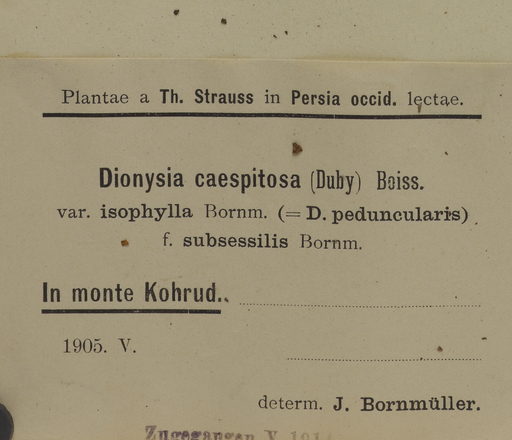 Plantae a Th. Strauss in Persia occid. lectae.
Dionysia caespitosa (Duby) Boiss.
var. isophylla Bornm. (= D. peduncularis)
f. subsessilis Bornm.
In monte Kohrud.
1905. V.
determ. J. Bornmüller.
Zugegangen V